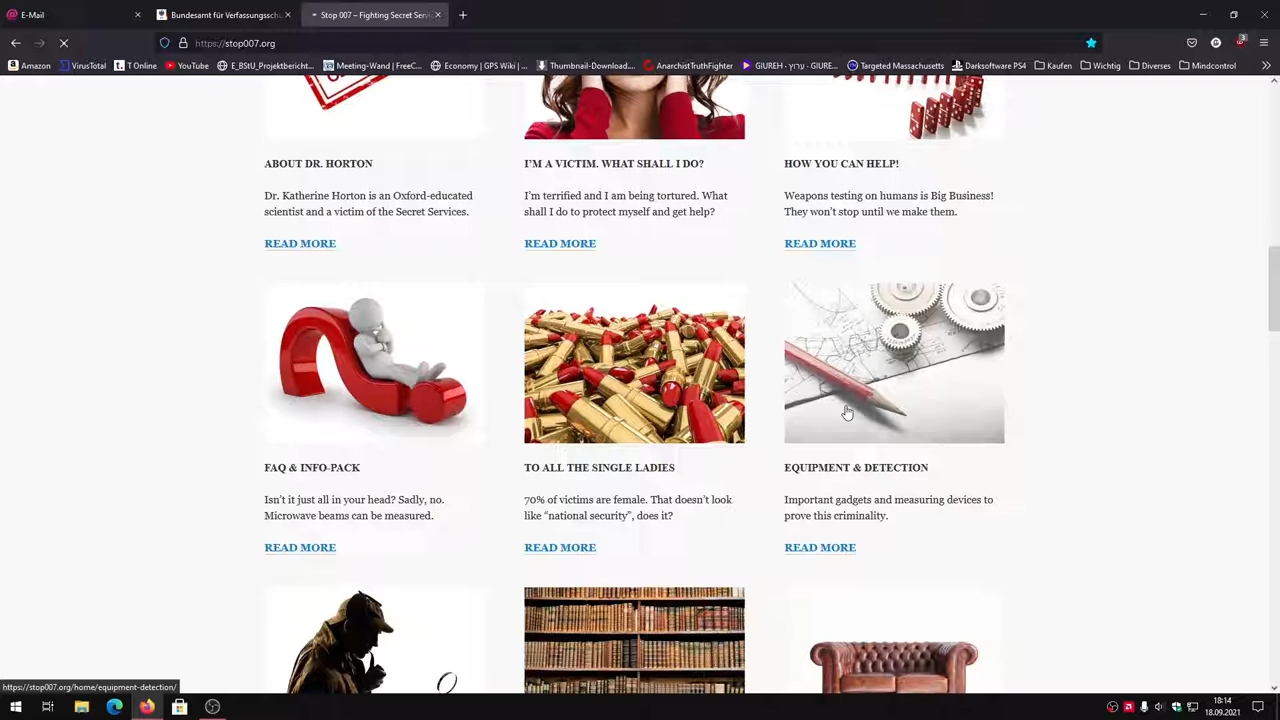 E-Mail
Bundesamt für Verfassungssch
Stop 007 – Fighting Secret Servi
https://stop007.org
3
Amazon
VirusTotal
T Online
YouTube
E_BStU_Projektbericht...
Meeting-Wand | FreeC...
Economy | GPS Wiki | ...
Thumbnail-Download....
AnarchistTruthFighter
GIUREH - גיורא - GIURE...
Targeted Massachusetts
Darksoftware PS4
Kaufen
Wichtig
Diverses
Mindcontrol
ABOUT DR. HORTON
Dr. Katherine Horton is an Oxford-educated
scientist and a victim of the Secret Services.
READ MORE
I'M A VICTIM. WHAT SHALL I DO?
I'm terrified and I am being tortured. What
shall I do to protect myself and get help?
READ MORE
HOW YOU CAN HELP!
Weapons testing on humans is Big Business!
They won't stop until we make them.
READ MORE
FAQ & INFO-PACK
Isn't it just all in your head? Sadly, no.
Microwave beams can be measured.
READ MORE
TO ALL THE SINGLE LADIES
70% of victims are female. That doesn't look
like "national security", does it?
READ MORE
EQUIPMENT & DETECTION
Important gadgets and measuring devices to
prove this criminality.
READ MORE
https://stop007.org/home/equipment-detection/
18:14
18.09.2021